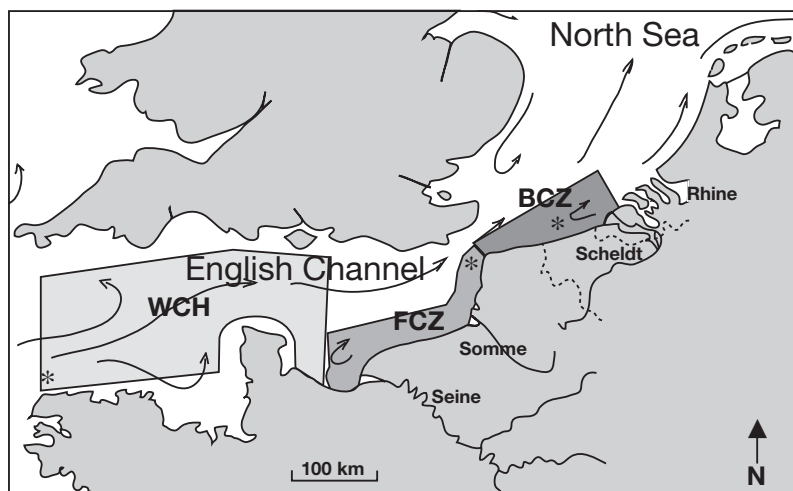 North Sea
BCZ
Rhine
*
Scheldt
*
English Channel
WCH
FCZ
*
Somme
Seine
100 km
N